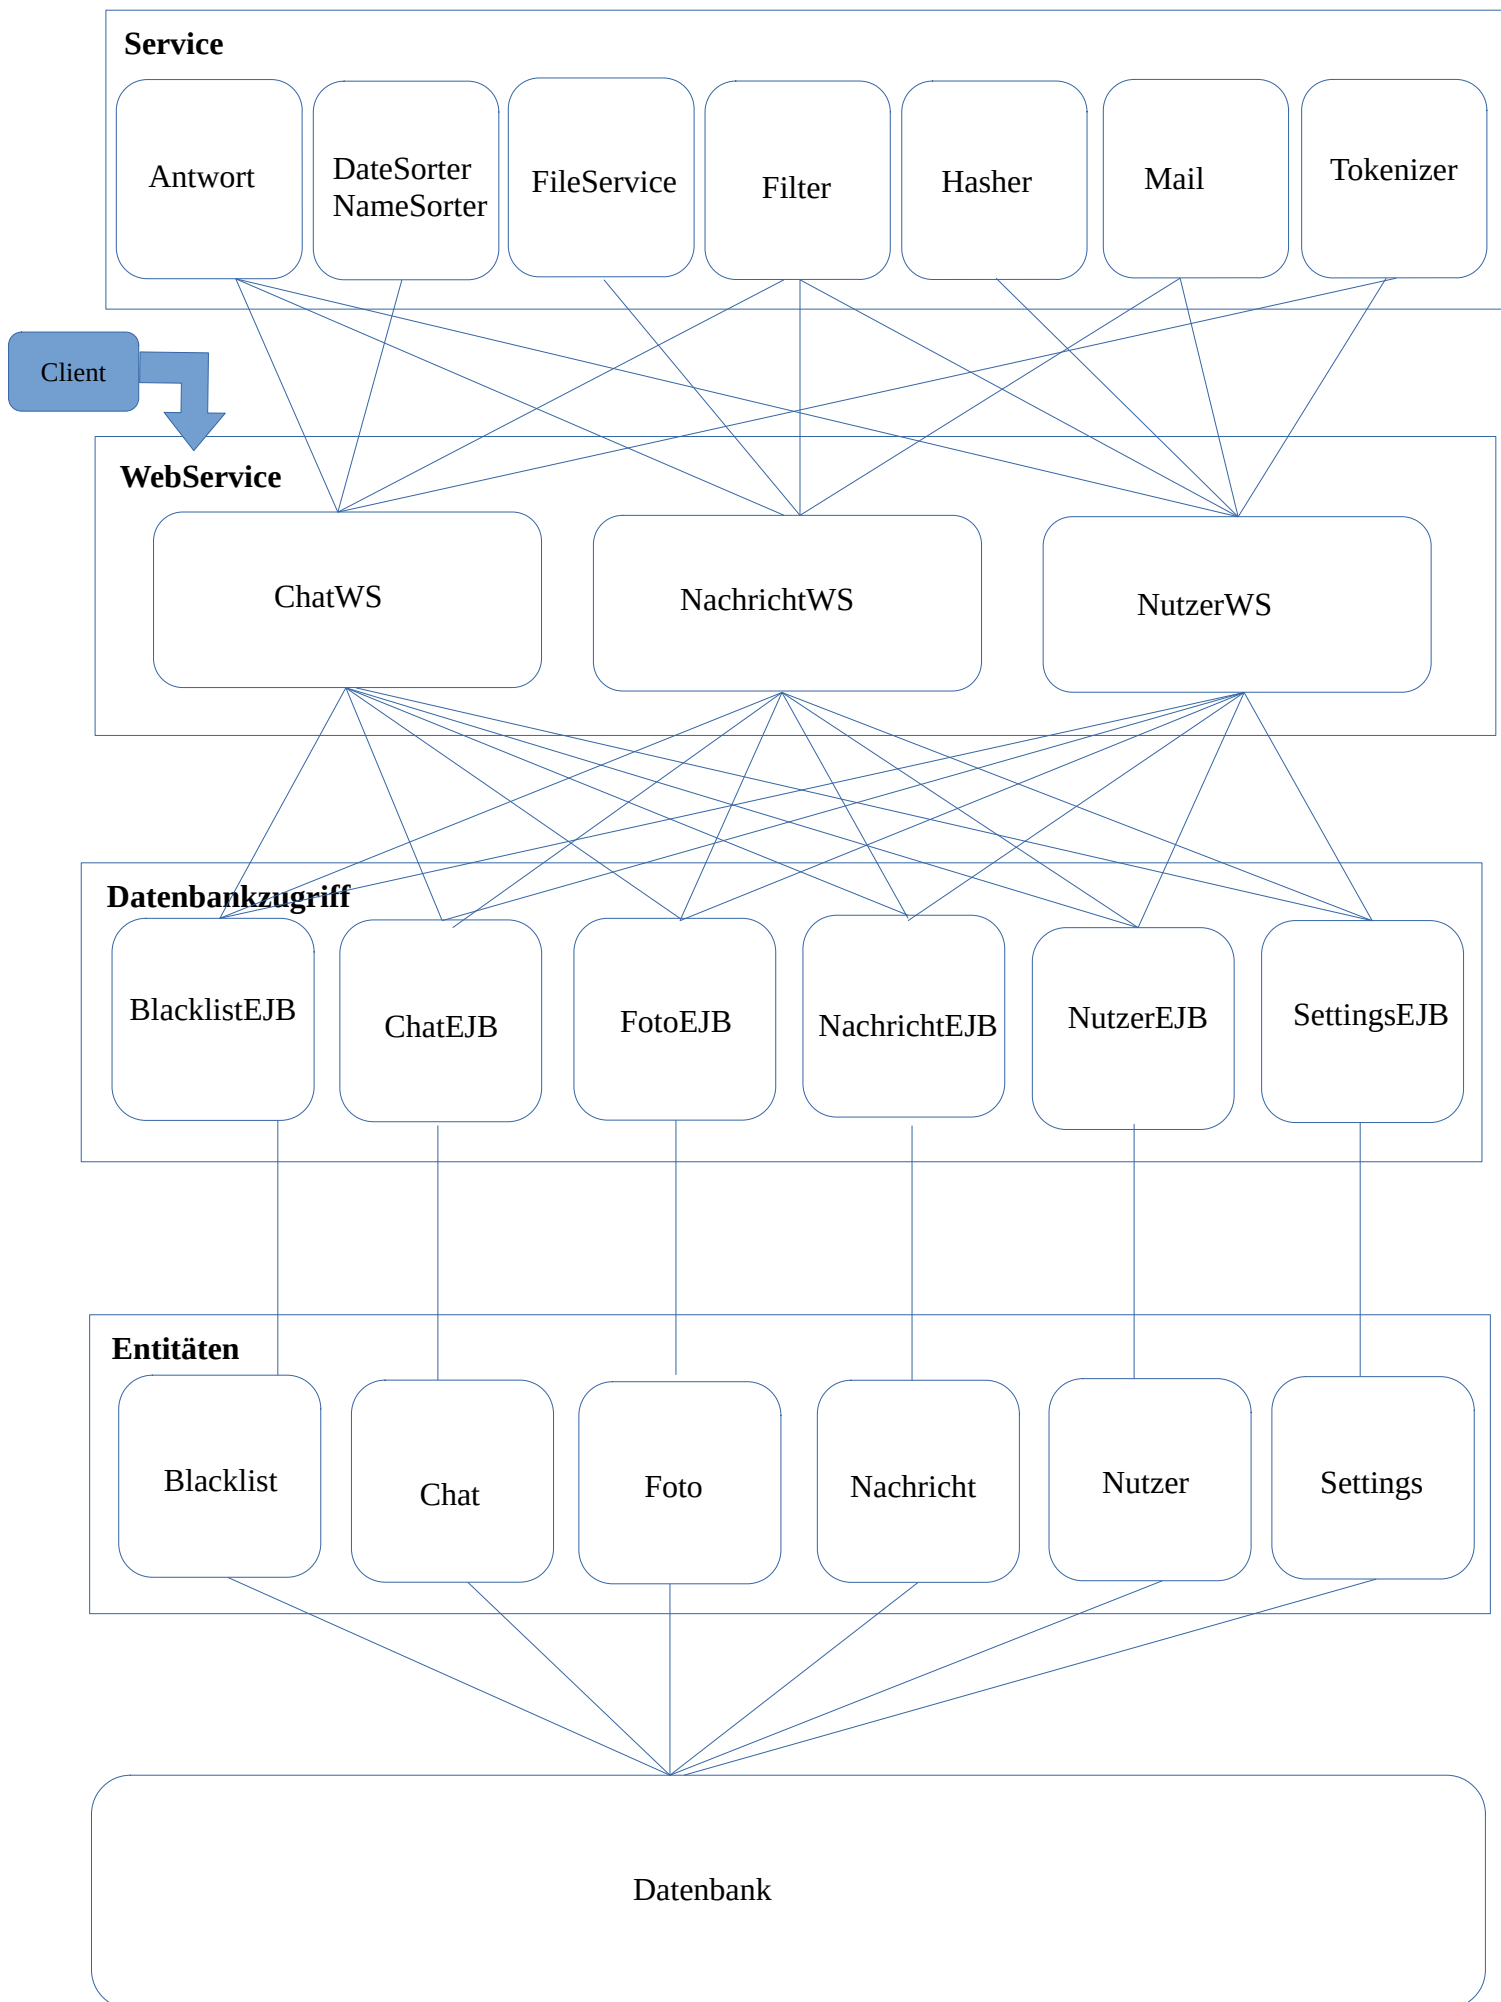 Service
Antwort
DateSorter
NameSorter
FileService
Filter
Hasher
Mail
Tokenizer
Client
WebService
ChatWS
NachrichtWS
NutzerWS
Datenbankzugriff
BlacklistEJB
ChatEJB
FotoEJB
NachrichtEJB
NutzerEJB
SettingsEJB
Entitäten
Blacklist
Chat
Foto
Nachricht
Nutzer
Settings
Datenbank